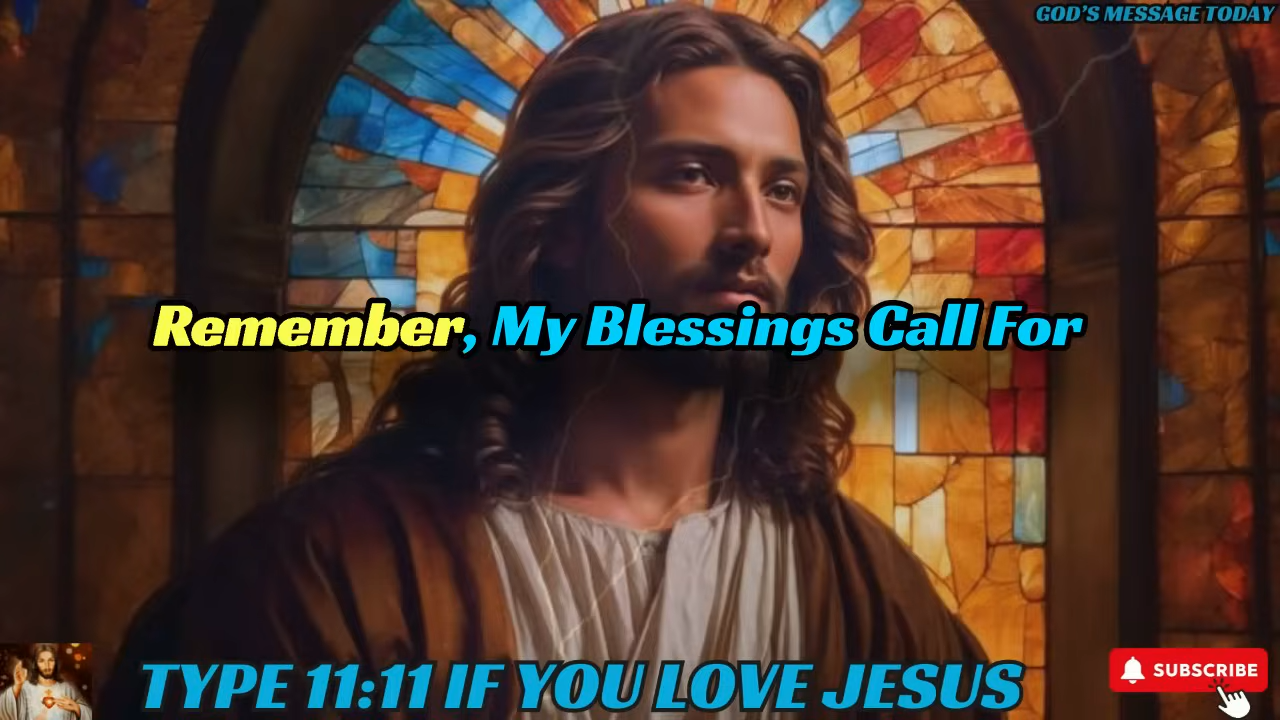 GOD'S MESSAGE TODAY
Remember, My Blessings Call For
TYPE 11:11 IF YOU LOVE JESUS
SUBSCRIBE